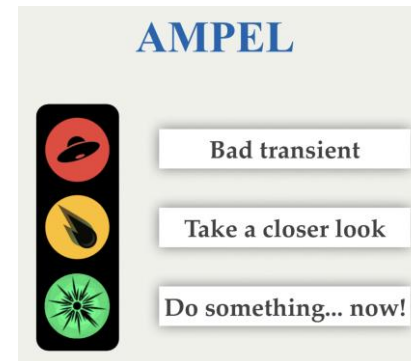 AMPEL
Bad transient
Take a closer look
Do something... now!